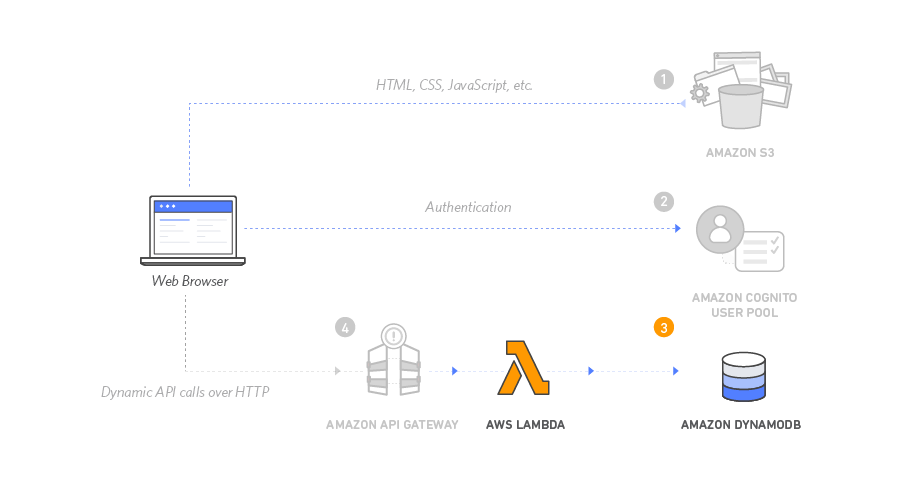 HTML, CSS, JavaScript, etc.
1
AMAZON S3
Authentication
2
Web Browser
AMAZON COGNITO
USER POOL
4
3
Dynamic API calls over HTTP
AMAZON API GATEWAY
AWS LAMBDA
AMAZON DYNAMODB